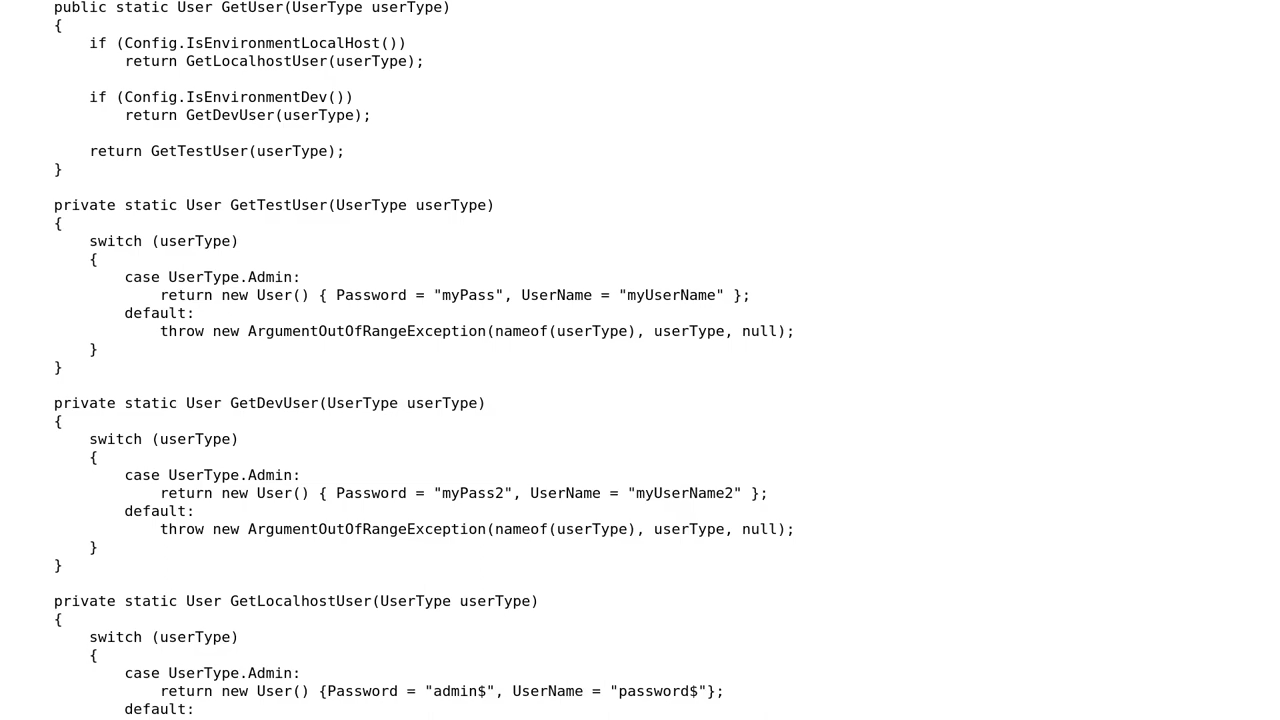 public static User GetUser(UserType userType)
{
if (Config.IsEnvironmentLocalHost())
return GetLocalhostUser(userType);
if (Config.IsEnvironmentDev())
return GetDevUser(userType);
return GetTestUser(userType);
}
private static User GetTestUser(UserType userType)
{
switch (userType)
{
case UserType.Admin:
return new User() { Password = "myPass", UserName = "myUserName" };
default:
throw new ArgumentOutOfRangeException(nameof(userType), userType, null);
}
}
private static User GetDevUser(UserType userType)
{
switch (userType)
{
case UserType.Admin:
return new User() { Password = "myPass2", UserName = "myUserName2" };
default:
throw new ArgumentOutOfRangeException(nameof(userType), userType, null);
}
}
private static User GetLocalhostUser(UserType userType)
{
switch (userType)
{
case UserType.Admin:
return new User() {Password = "admin$", UserName = "password$"};
default: